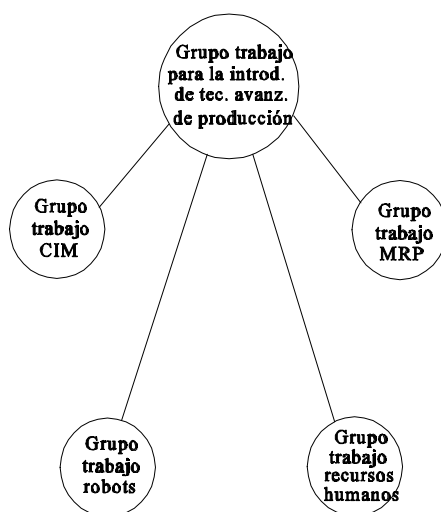 Grupo trabajo
para la introd.
de tec. avanz.
de producción
Grupo
trabajo
CIM
Grupo
trabajo
MRP
Grupo
trabajo
robots
Grupo
trabajo
recursos
humanos